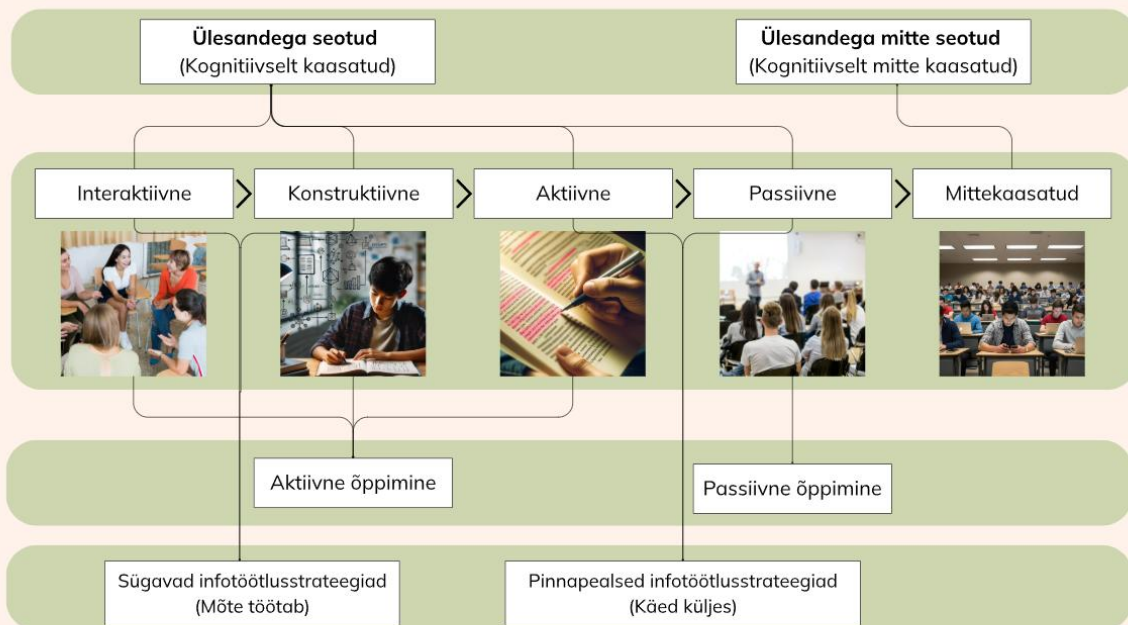 Ülesandega seotud
(Kognitiivselt kaasatud)
Ülesandega mitte seotud
(Kognitiivselt mitte kaasatud)
Interaktiivne
Konstruktiivne
Aktiivne
Passiivne
Mittekaasatud
Aktiivne õppimine
Passiivne õppimine
Sügavad infotöötlusstrateegiad
(Mõte töötab)
Pinnapealsed infotöötlusstrateegiad
(Käed küljes)